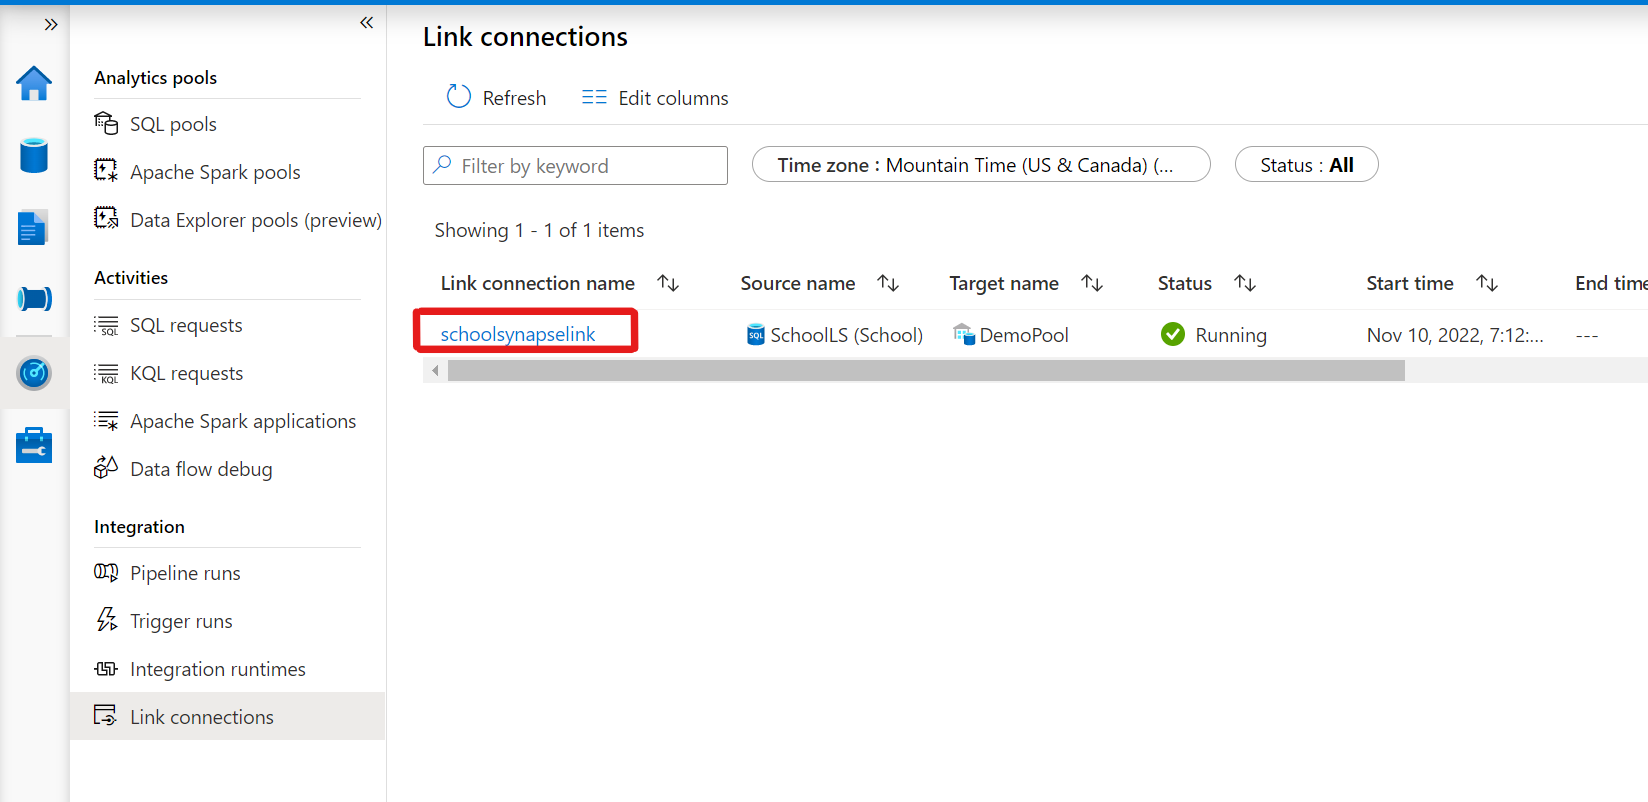 Analytics pools
SQL pools
Apache Spark pools
Data Explorer pools (preview)
Activities
SQL requests
KQL requests
Apache Spark applications
Data flow debug
Integration
Pipeline runs
Trigger runs
Integration runtimes
Link connections
Link connections
Refresh Edit columns
Filter by keyword Time zone : Mountain Time (US & Canada) (... Status : All
Showing 1 - 1 of 1 items
Link connection name Source name Target name Status Start time End time
schoolsynapselink SchoolLS (School) DemoPool Running Nov 10, 2022, 7:12:... ---